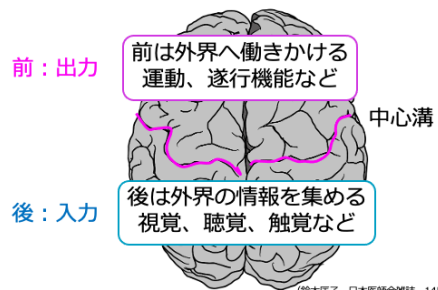 前：出力
前は外界へ働きかける
運動、遂行機能など
中心溝
後：入力
後は外界の情報を集める
視覚、聴覚、触覚など